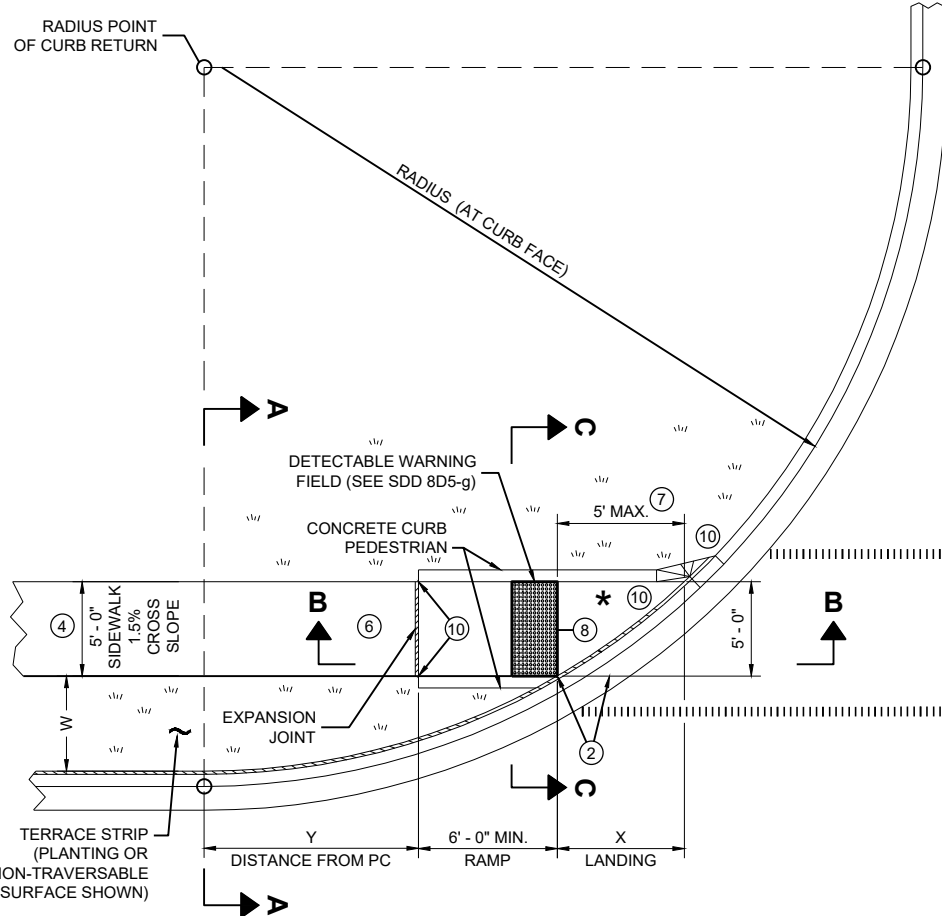 RADIUS POINT
OF CURB RETURN
RADIUS (AT CURB FACE)
A
C
DETECTABLE WARNING
FIELD (SEE SDD 8D5-g)
7
5' MAX.
CONCRETE CURB
PEDESTRIAN
10
4
5' - 0"
SIDEWALK
1.5%
CROSS
SLOPE
B
6
10
*
10
8
5' - 0"
B
W
EXPANSION
JOINT
2
C
TERRACE STRIP
(PLANTING OR
NON-TRAVERSABLE
SURFACE SHOWN)
Y
DISTANCE FROM PC
6' - 0" MIN.
RAMP
X
LANDING
A